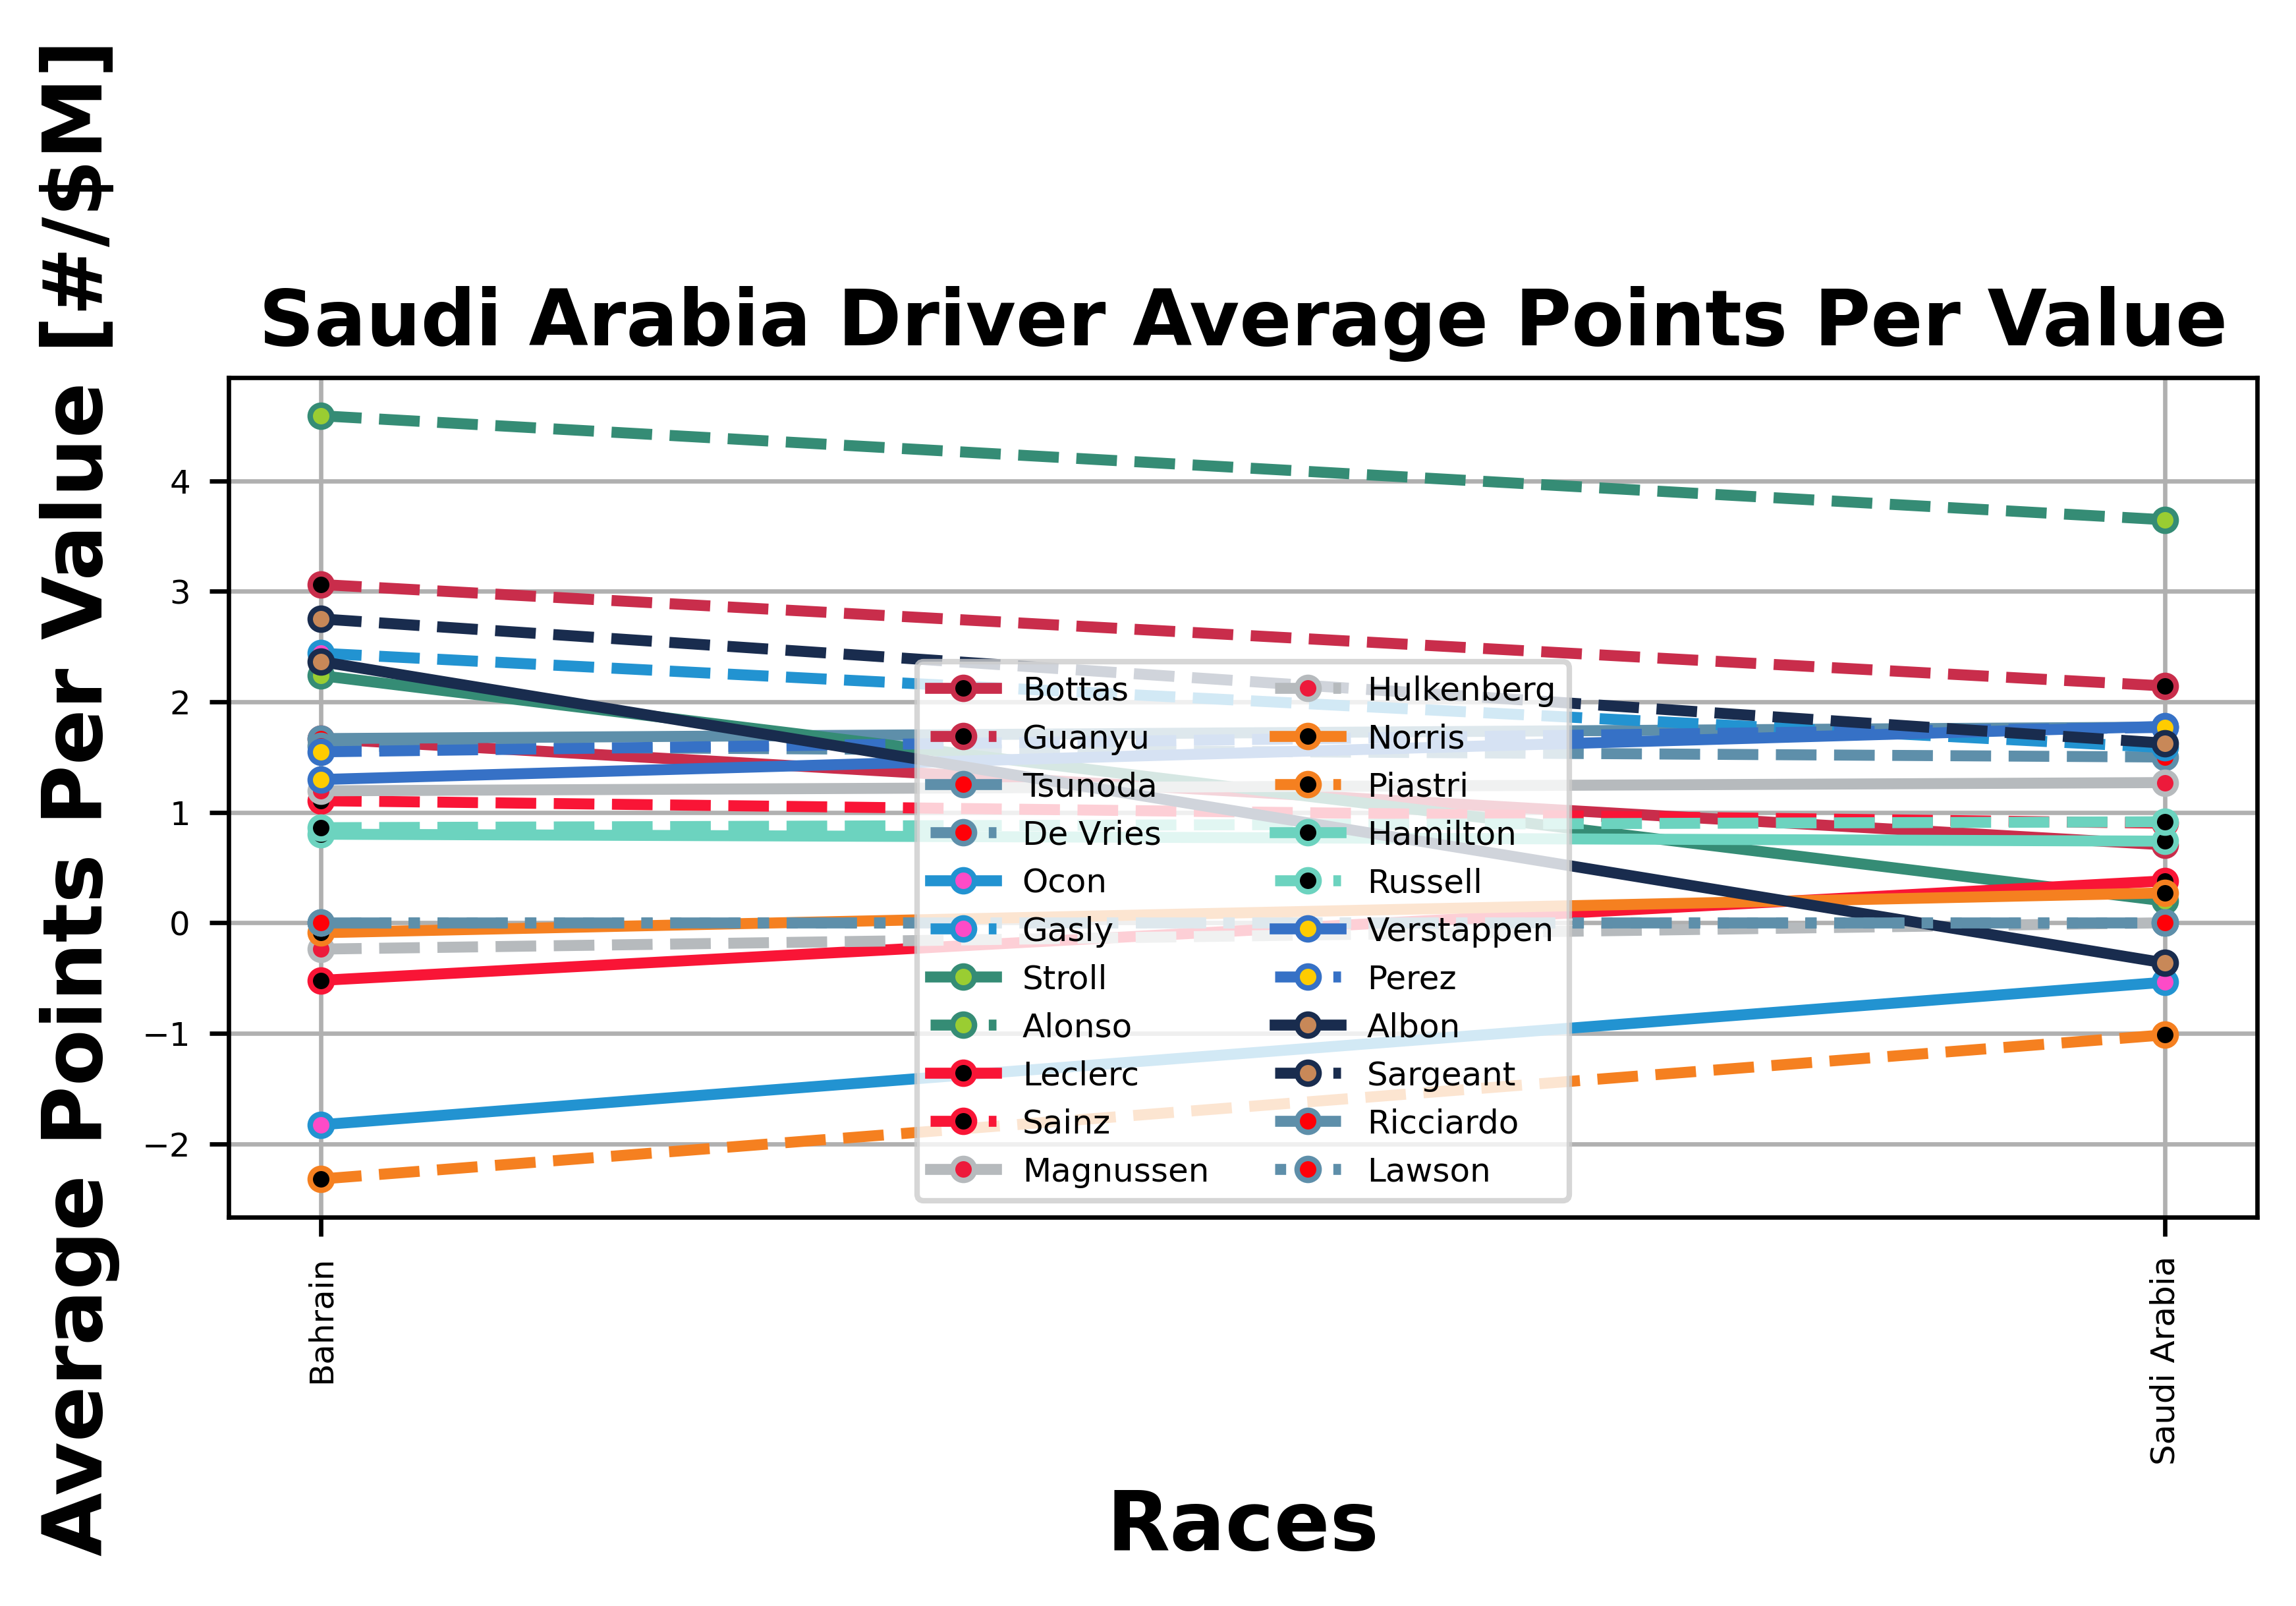 Saudi Arabia Driver Average Points Per Value
Average Points Per Value [#/$M]
4
3
2
1
0
−1
−2
Bottas
Guanyu
Tsunoda
De Vries
Ocon
Gasly
Stroll
Alonso
Leclerc
Sainz
Magnussen
Hulkenberg
Norris
Piastri
Hamilton
Russell
Verstappen
Perez
Albon
Sargeant
Ricciardo
Lawson
Bahrain
Saudi Arabia
Races